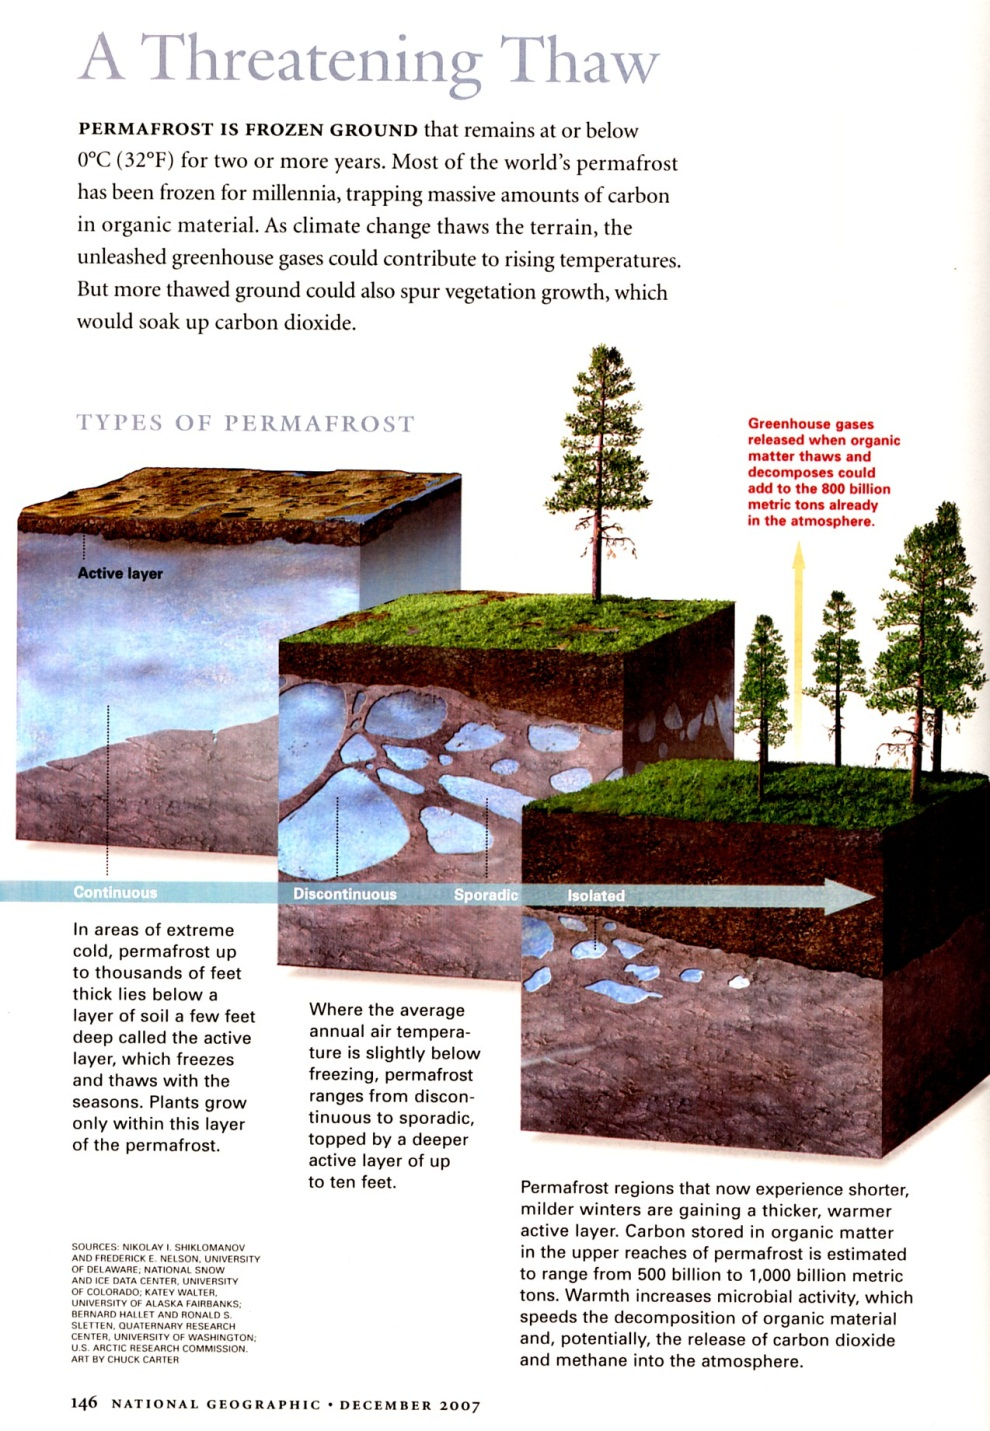 A Threatening Thaw
PERMAFROST IS FROZEN GROUND that remains at or below
0°C (32°F) for two or more years. Most of the world's permafrost
has been frozen for millennia, trapping massive amounts of carbon
in organic material. As climate change thaws the terrain, the
unleashed greenhouse gases could contribute to rising temperatures.
But more thawed ground could also spur vegetation growth, which
would soak up carbon dioxide.
TYPES OF PERMAFROST
Greenhouse gases
released when organic
matter thaws and
decomposes could
add to the 800 billion
metric tons already
in the atmosphere.
Active layer
Continuous
Discontinuous
Sporadic
Isolated
In areas of extreme
cold, permafrost up
to thousands of feet
thick lies below a
layer of soil a few feet
deep called the active
layer, which freezes
and thaws with the
seasons. Plants grow
only within this layer
of the permafrost.
Where the average
annual air tempera-
ture is slightly below
freezing, permafrost
ranges from discon-
tinuous to sporadic,
topped by a deeper
active layer of up
to ten feet.
Permafrost regions that now experience shorter,
milder winters are gaining a thicker, warmer
active layer. Carbon stored in organic matter
in the upper reaches of permafrost is estimated
to range from 500 billion to 1,000 billion metric
tons. Warmth increases microbial activity, which
speeds the decomposition of organic material
and, potentially, the release of carbon dioxide
and methane into the atmosphere.
SOURCES: NIKOLAY I. SHIKLOMANOV
AND FREDERICK E. NELSON, UNIVERSITY
OF DELAWARE; NATIONAL SNOW
AND ICE DATA CENTER, UNIVERSITY
OF COLORADO; KATEY WALTER,
UNIVERSITY OF ALASKA FAIRBANKS;
BERNARD HALLET AND RONALD S.
SLETTEN, QUATERNARY RESEARCH
CENTER, UNIVERSITY OF WASHINGTON;
U.S. ARCTIC RESEARCH COMMISSION.
ART BY CHUCK CARTER
146 NATIONAL GEOGRAPHIC • DECEMBER 2007